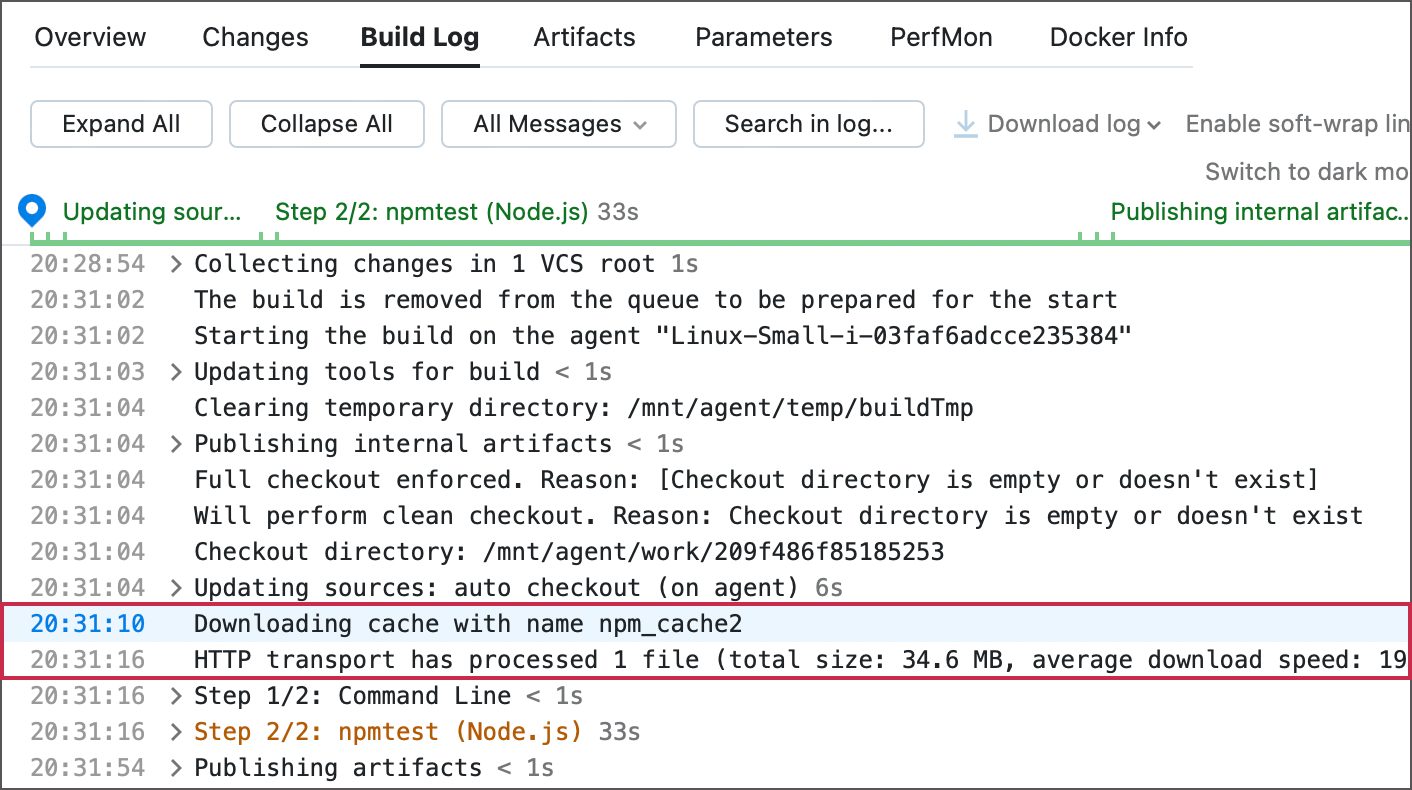 Overview Changes Build Log Artifacts Parameters PerfMon Docker Info
Expand All Collapse All All Messages Search in log... Download log Enable soft-wrap lin
Switch to dark mo
Updating sour... Step 2/2: npmtest (Node.js) 33s Publishing internal artifac..
20:28:54 > Collecting changes in 1 VCS root 1s
20:31:02 The build is removed from the queue to be prepared for the start
20:31:02 Starting the build on the agent "Linux-Small-i-03faf6adcce235384"
20:31:03 > Updating tools for build < 1s
20:31:04 Clearing temporary directory: /mnt/agent/temp/buildTmp
20:31:04 > Publishing internal artifacts < 1s
20:31:04 Full checkout enforced. Reason: [Checkout directory is empty or doesn't exist]
20:31:04 Will perform clean checkout. Reason: Checkout directory is empty or doesn't exist
20:31:04 Checkout directory: /mnt/agent/work/209f486f85185253
20:31:04 > Updating sources: auto checkout (on agent) 6s
20:31:10 Downloading cache with name npm_cache2
20:31:16 HTTP transport has processed 1 file (total size: 34.6 MB, average download speed: 19
20:31:16 > Step 1/2: Command Line < 1s
20:31:16 > Step 2/2: npmtest (Node.js) 33s
20:31:54 > Publishing artifacts < 1s